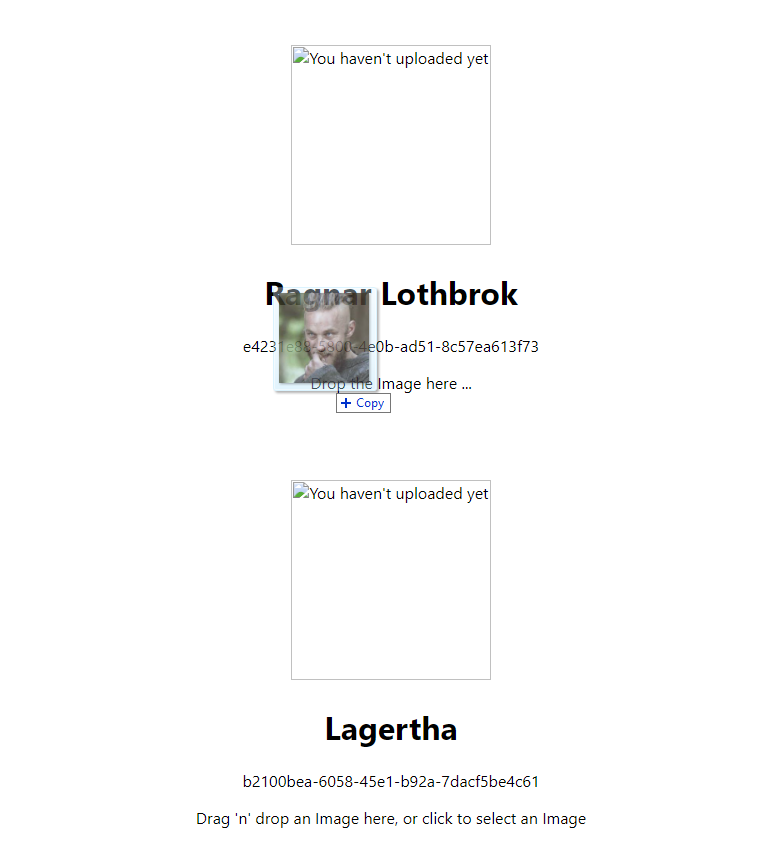 You haven't uploaded yet
Ragnar Lothbrok
e4231e88-5800-4e0b-ad51-8c57ea613f73
Drop the Image here ...
+ Copy
You haven't uploaded yet
Lagertha
b2100bea-6058-45e1-b92a-7dacf5be4c61
Drag 'n' drop an Image here, or click to select an Image